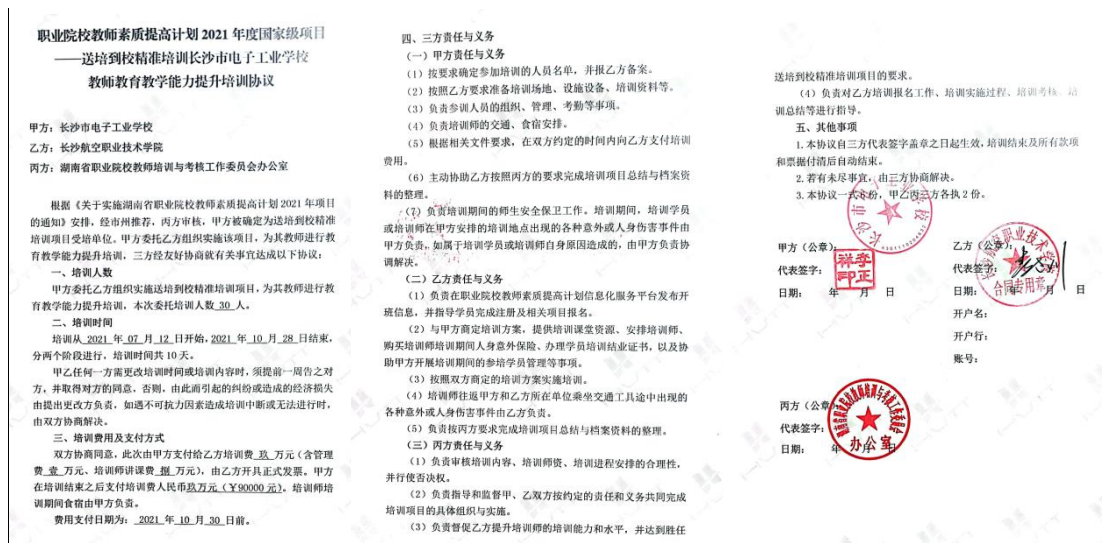 职业院校教师素质提高计划 2021 年度国家级项目
——送培到校精准培训长沙市电子工业学校
教师教育教学能力提升培训协议
甲方：长沙市电子工业学校
乙方：长沙航空职业技术学院
丙方：湖南省职业院校教师培训与考核工作委员会办公室
根据《关于实施湖南省职业院校教师素质提高计划 2021 年项目
的通知》安排，经市州推荐，丙方审核，甲方被确定为送培到校精准
培训项目受培单位。甲方委托乙方组织实施该项目，为其教师进行教
育教学能力提升培训，三方经友好协商就有关事宜达成以下协议：
一、培训人数
甲方委托乙方组织实施送培到校精准培训项目，为其教师进行教
育教学能力提升培训，本次委托培训人数 30 人。
二、培训时间
培训从 2021 年 07 月 12 日开始，2021 年 10 月 28 日结束，
分两个阶段进行，培训时间共 10 天。
甲乙任何一方需更改培训时间或培训内容时，须提前一周告之对
方，并取得对方的同意，否则，由此而引起的纠纷或造成的经济损失
由提出更改方负责，如遇不可抗力因素造成培训中断或无法进行时，
由双方协商解决。
三、培训费用及支付方式
双方协商同意，此次由甲方支付给乙方培训费 玖 万元（含管理
费 壹 万元、培训师讲课费 捌 万元），由乙方开具正式发票。甲方
在培训结束之后支付培训费人民币玖万元（￥90000 元）。培训师培
训期间食宿由甲方负责。
费用支付日期为：2021 年 10 月 30 日前。
四、三方责任与义务
（一）甲方责任与义务
（1）按要求确定参加培训的人员名单，并报乙方备案。
（2）按照乙方要求准备培训场地、设施设备、培训资料等。
（3）负责参训人员的组织、管理、考勤等事项。
（4）负责培训师的交通、食宿安排。
（5）根据相关文件要求，在双方约定的时间内向乙方支付培训
费用。
（6）主动协助乙方按照丙方的要求完成培训项目总结与档案资
料的整理。
（7）负责培训期间的师生安全保卫工作。培训期间，培训学员
或培训师在甲方安排的培训地点出现的各种意外或人身伤害事件由
甲方负责，如属于培训学员或培训师自身原因造成的，由甲方负责协
调解决。
（二）乙方责任与义务
（1）负责在职业院校教师素质提高计划信息化服务平台发布开
班信息，并指导学员完成注册及相关项目报名。
（2）与甲方商定培训方案，提供培训课堂资源、安排培训师、
购买培训师培训期间人身意外保险、办理学员培训结业证书，以及协
助甲方开展培训期间的参培学员管理等事项。
（3）按照双方商定的培训方案实施培训。
（4）培训师往返甲方和乙方所在单位乘坐交通工具途中出现的
各种意外或人身伤害事件由乙方负责。
（5）负责按丙方要求完成培训项目总结与档案资料的整理。
（三）丙方责任与义务
（1）负责审核培训内容、培训师资、培训进程安排的合理性，
并行使否决权。
（2）负责指导和监督甲、乙双方按约定的责任和义务共同完成
培训项目的具体组织与实施。
（3）负责督促乙方提升培训师的培训能力和水平，并达到胜任
送培到校精准培训项目的要求。
（4）负责对乙方培训报名工作、培训实施过程、培训考核、培
训总结等进行指导。
五、其他事项
1.本协议自三方代表签字盖章之日起生效，培训结束及所有款项
和票据付清后自动结束。
2.若有未尽事宜，由三方协商解决。
3.本协议一式六份，甲乙丙三方各执 2 份。
甲方（公章）：
代表签字：
李正祥印
日期： 年 月 日
乙方（公章）：
代表签字：
合同专用章
日期： 年 月 日
开户名：
开户行：
账号：
丙方（公章）
代表签字：
办公室
日期： 年 月 日